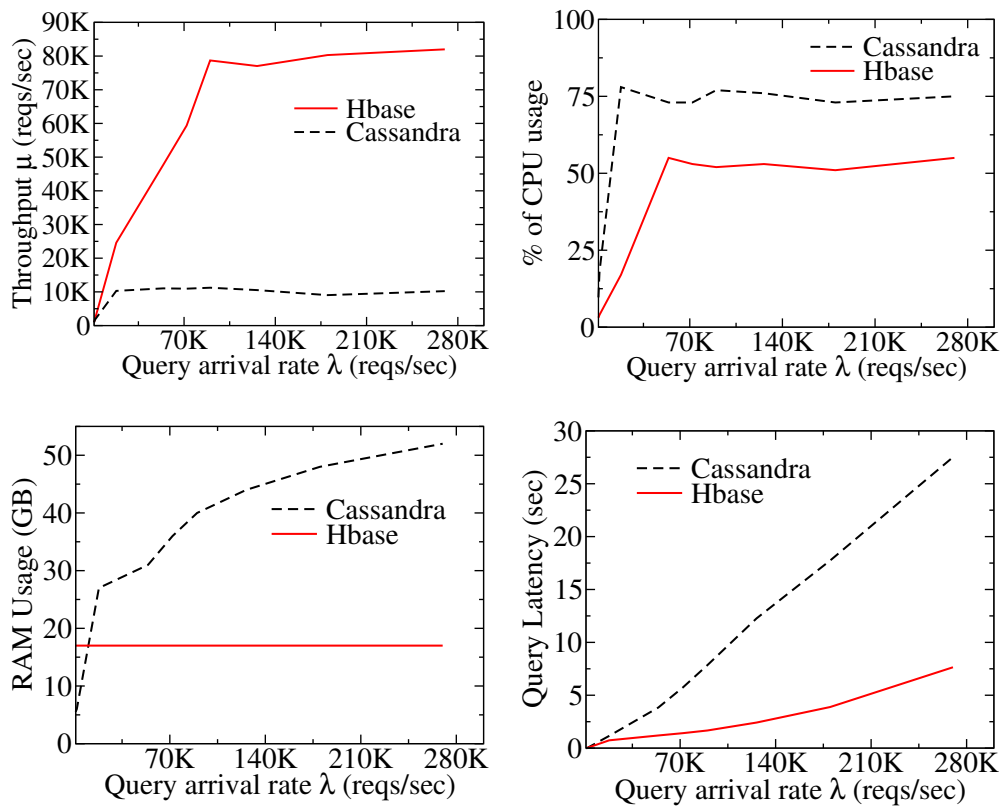 Throughput μ (reqs/sec)
90K
80K
70K
60K
50K
40K
30K
20K
10K
0
Hbase
Cassandra
70K 140K 210K 280K
Query arrival rate λ (reqs/sec)
% of CPU usage
100
75
50
25
0
Cassandra
Hbase
70K 140K 210K 280K
Query arrival rate λ (reqs/sec)
RAM Usage (GB)
50
40
30
20
10
0
Cassandra
Hbase
70K 140K 210K 280K
Query arrival rate λ (reqs/sec)
Query Latency (sec)
30
25
20
15
10
5
0
Cassandra
Hbase
70K 140K 210K 280K
Query arrival rate λ (reqs/sec)